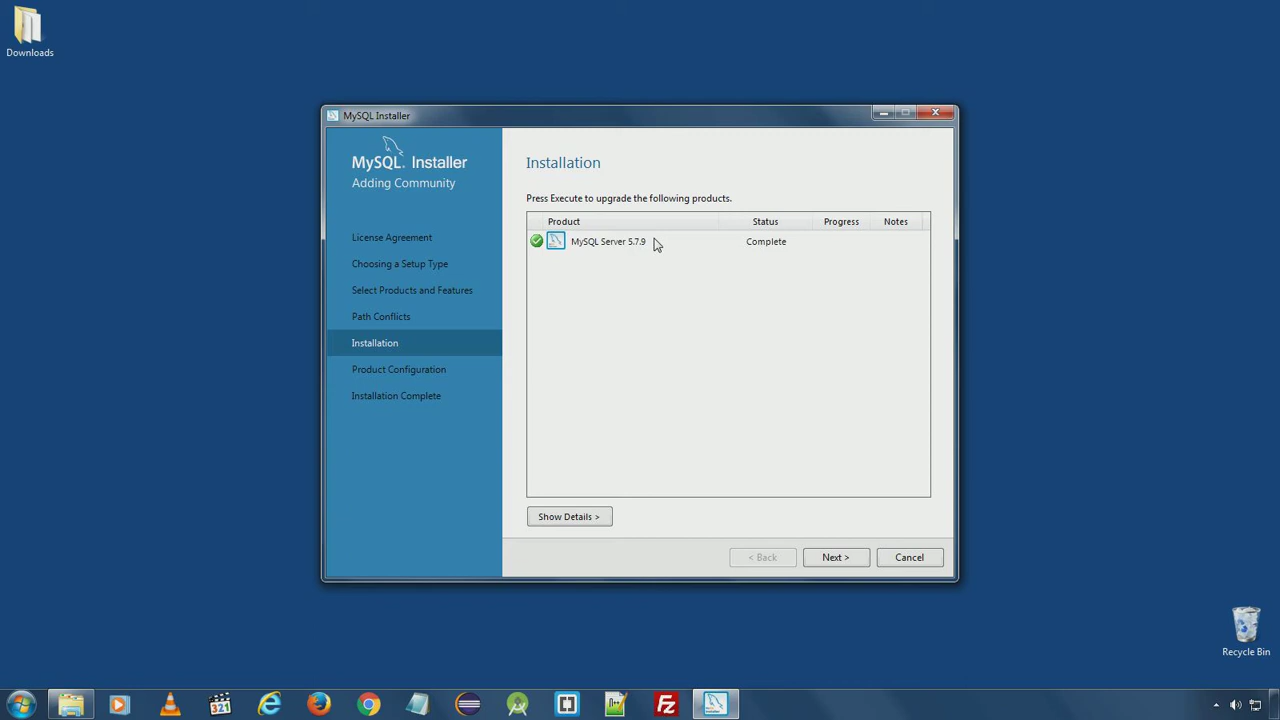 Downloads
MySQL Installer
MySQL. Installer
Adding Community
License Agreement
Choosing a Setup Type
Select Products and Features
Path Conflicts
Installation
Product Configuration
Installation Complete
Installation
Press Execute to upgrade the following products.
Product Status Progress Notes
MySQL Server 5.7.9 Complete
Show Details >
< Back Next > Cancel
Recycle Bin
321
Fz